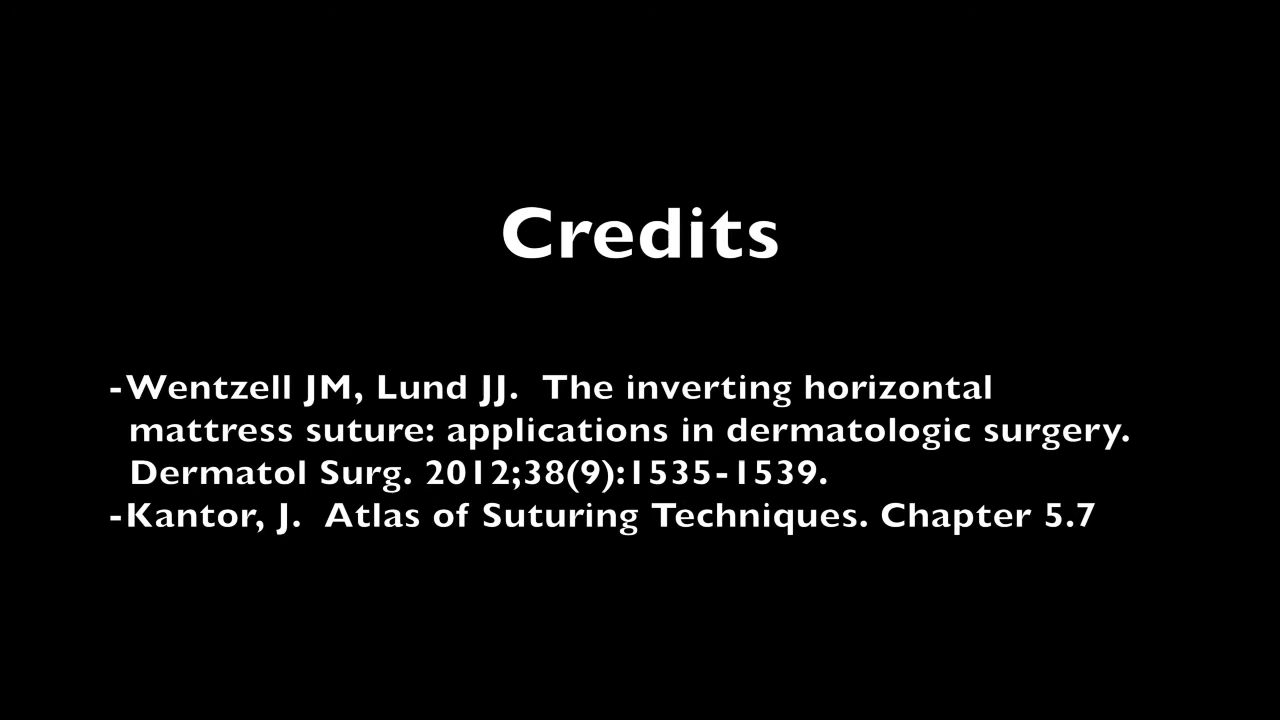 Credits
-Wentzell JM, Lund JJ.  The inverting horizontal
mattress suture: applications in dermatologic surgery.
Dermatol Surg. 2012;38(9):1535-1539.
-Kantor, J.  Atlas of Suturing Techniques. Chapter 5.7